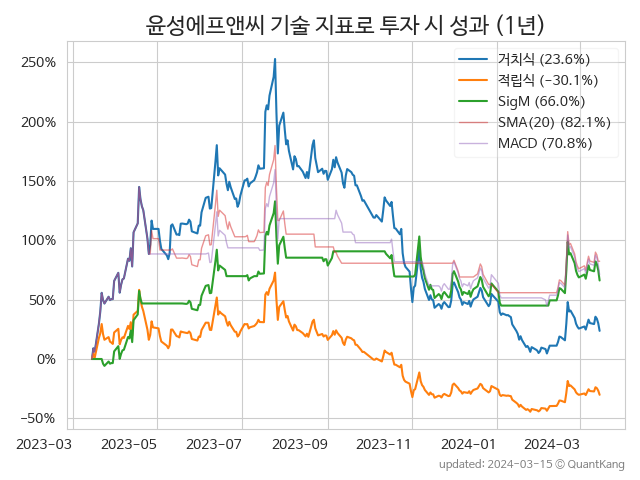 윤성에프앤씨 기술 지표로 투자 시 성과 (1년)
거치식 (23.6%)
적립식 (-30.1%)
SigM (66.0%)
SMA(20) (82.1%)
MACD (70.8%)
250%
200%
150%
100%
50%
0%
-50%
2023-03 2023-05 2023-07 2023-09 2023-11 2024-01 2024-03
updated: 2024-03-15 © QuantKang